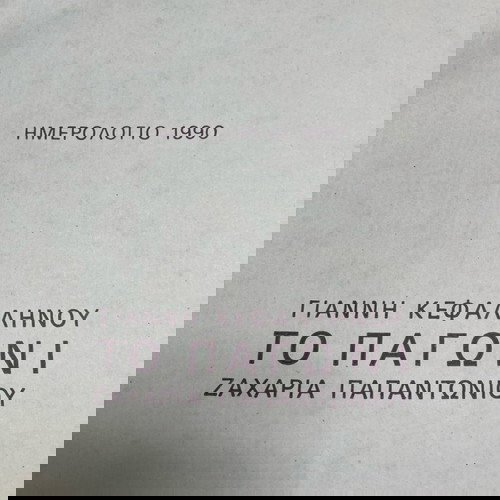 ΗΜΕΡΟΛΟΓΙΟ 1990
ΓΙΑΝΝΗ ΚΕΦΑΛΛΗΝΟΥ
ΤΟ ΠΑΓΩΝΙ
ΖΑΧΑΡΙΑ ΠΑΠΑΝΤΩΝΙΟΥ